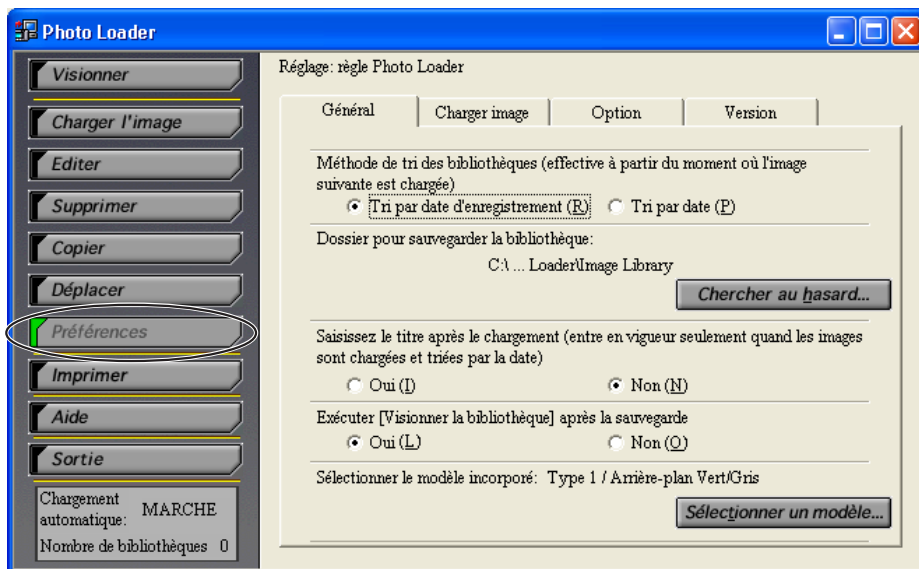 Photo Loader
Visionner
Charger l'image
Editer
Supprimer
Copier
Déplacer
Préférences
Imprimer
Aide
Sortie
Chargement
automatique: MARCHE
Nombre de bibliothèques 0
Réglage: règle Photo Loader
Général Charger image Option Version
Méthode de tri des bibliothèques (effective à partir du moment où l'image
suivante est chargée)
Tri par date d'enregistrement (R) Tri par date (P)
Dossier pour sauvegarder la bibliothèque:
C:\ ... Loader\Image Library
Chercher au hasard...
Saisissez le titre après le chargement (entre en vigueur seulement quand les images
sont chargées et triées par la date)
Oui (I) Non (N)
Exécuter [Visionner la bibliothèque] après la sauvegarde
Oui (L) Non (O)
Sélectionner le modèle incorporé: Type 1 / Arrière-plan Vert/Gris
Sélectionner un modèle...